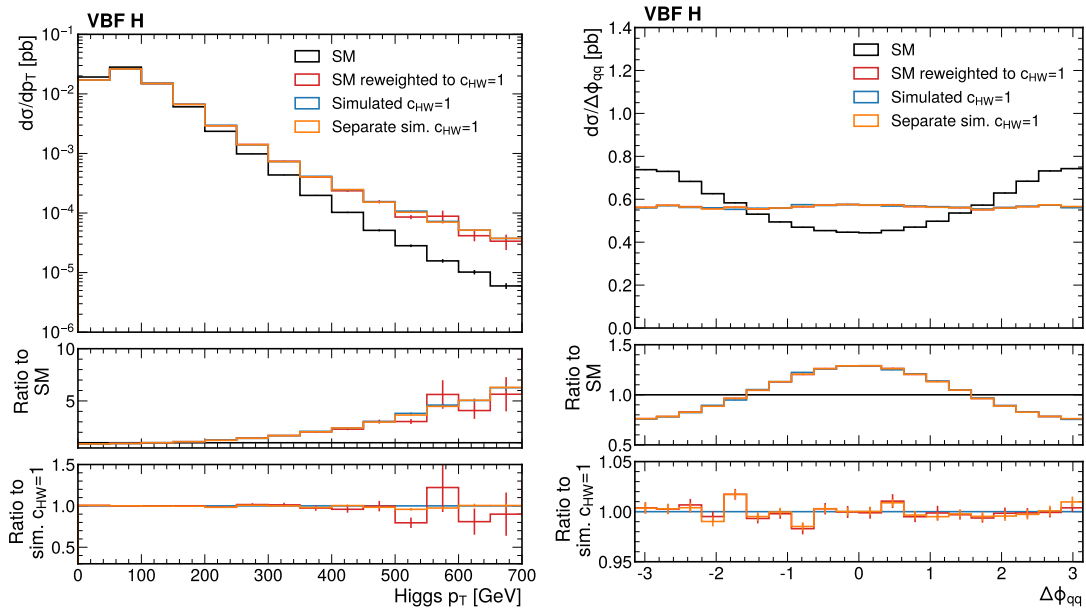 VBF H
dσ/dp_T [pb]
10⁻¹
10⁻²
10⁻³
10⁻⁴
10⁻⁵
10⁻⁶
SM
SM reweighted to c_HW=1
Simulated c_HW=1
Separate sim. c_HW=1
Ratio to
SM
10
5
Ratio to
sim. c_HW=1
1.5
1.0
0.5
0 100 200 300 400 500 600 700
Higgs p_T [GeV]
VBF H
dσ/Δϕ_qq [pb]
1.4
1.2
1.0
0.8
0.6
0.4
0.2
0.0
SM
SM reweighted to c_HW=1
Simulated c_HW=1
Separate sim. c_HW=1
Ratio to
SM
1.5
1.0
0.5
Ratio to
sim. c_HW=1
1.05
1.00
0.95
-3 -2 -1 0 1 2 3
Δϕ_qq